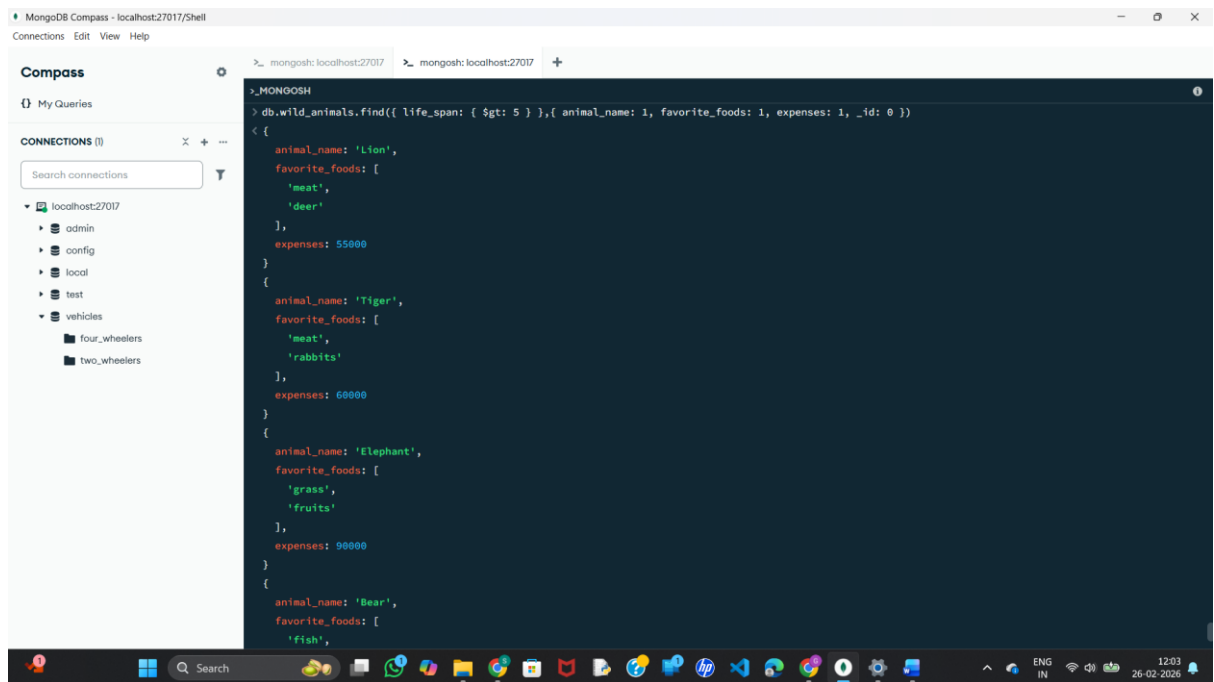 MongoDB Compass - localhost:27017/Shell
Connections Edit View Help
Compass
{} My Queries
CONNECTIONS (1)
Search connections
localhost:27017
admin
config
local
test
vehicles
four_wheelers
two_wheelers
>_ mongosh: localhost:27017 >_ mongosh: localhost:27017 +
>_MONGOSH
> db.wild_animals.find({ life_span: { $gt: 5 } },{ animal_name: 1, favorite_foods: 1, expenses: 1, _id: 0 })
< {
animal_name: 'Lion',
favorite_foods: [
'meat',
'deer'
],
expenses: 55000
}
{
animal_name: 'Tiger',
favorite_foods: [
'meat',
'rabbits'
],
expenses: 60000
}
{
animal_name: 'Elephant',
favorite_foods: [
'grass',
'fruits'
],
expenses: 90000
}
{
animal_name: 'Bear',
favorite_foods: [
'fish',
1
Search
ENG
IN
12:03
26-02-2026